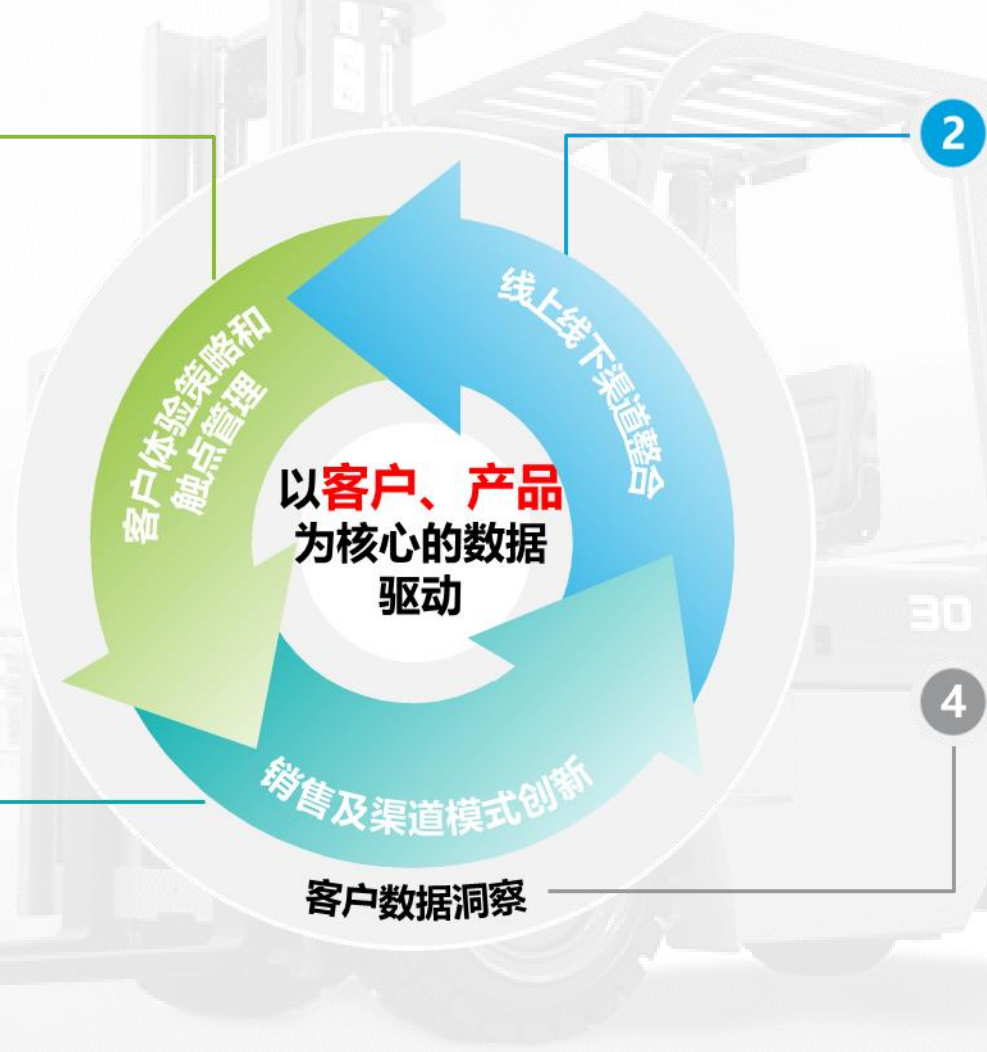 2
线上线下渠道整合
客户体验策略和
触点管理
以客户、产品
为核心的数据
驱动
30
4
销售及渠道模式创新
客户数据洞察